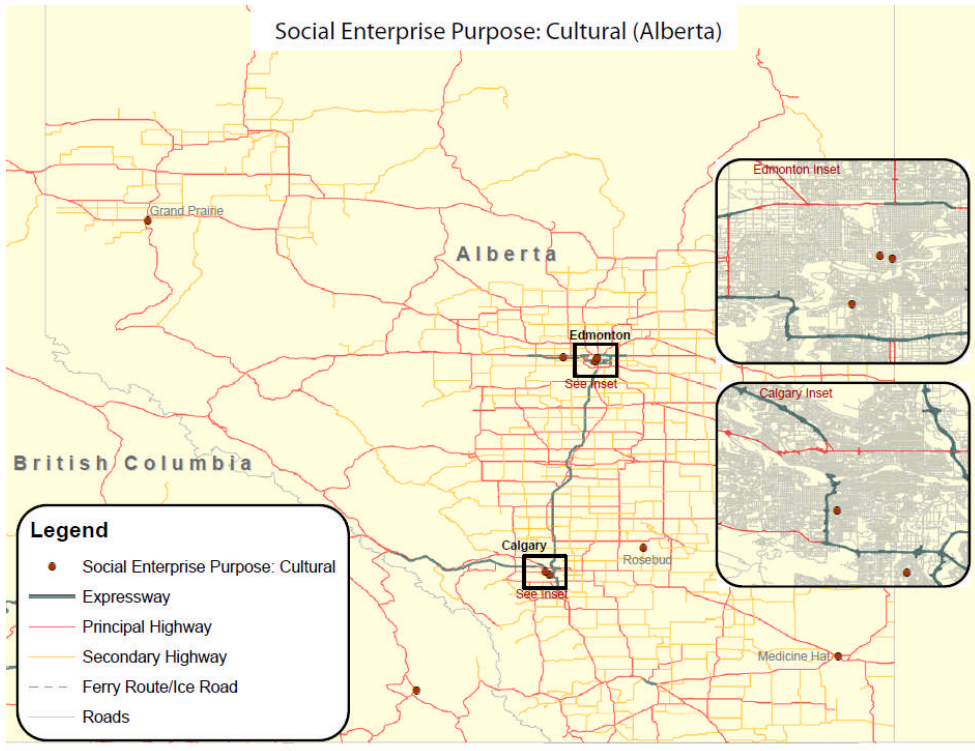 Social Enterprise Purpose: Cultural (Alberta)
Edmonton Inset
Grand Prairie
Alberta
Edmonton
See Inset
Calgary Inset
British Columbia
Legend
Social Enterprise Purpose: Cultural
Expressway
Principal Highway
Secondary Highway
Ferry Route/Ice Road
Roads
Calgary
See Inset
Rosebud
Medicine Hat